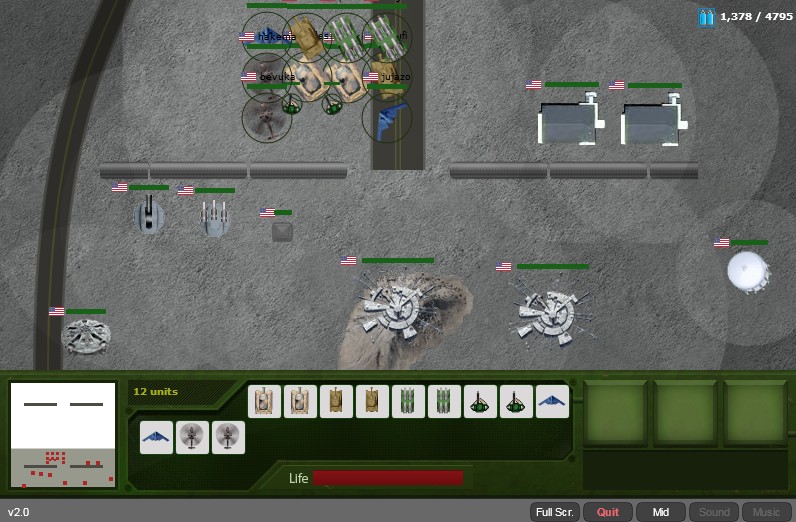 1,378 / 4795
bevuka
jujazo
12 units
Life
v2.0
Full Scr.
Quit
Mid
Sound
Music